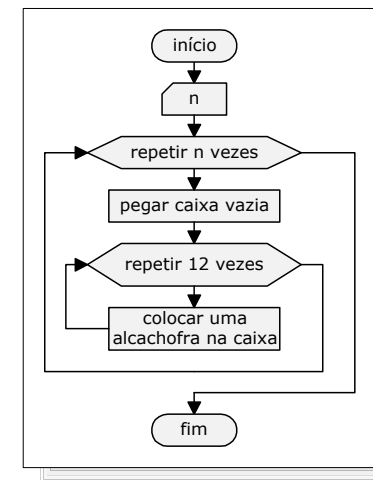 início
n
repetir n vezes
pegar caixa vazia
repetir 12 vezes
colocar uma
alcachofra na caixa
fim